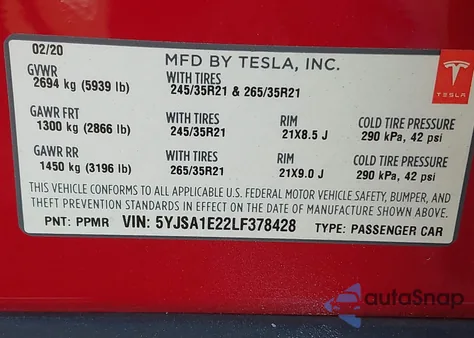 02/20
MFD BY TESLA, INC.
TESLA
GVWR WITH TIRES
2694 kg (5939 lb) 245/35R21 & 265/35R21
GAWR FRT WITH TIRES RIM COLD TIRE PRESSURE
1300 kg (2866 lb) 245/35R21 21X8.5 J 290 kPa, 42 psi
GAWR RR WITH TIRES RIM COLD TIRE PRESSURE
1450 kg (3196 lb) 265/35R21 21X9.0 J 290 kPa, 42 psi
THIS VEHICLE CONFORMS TO ALL APPLICABLE U.S. FEDERAL MOTOR VEHICLE SAFETY, BUMPER, AND
THEFT PREVENTION STANDARDS IN EFFECT ON THE DATE OF MANUFACTURE SHOWN ABOVE.
PNT: PPMR VIN: 5YJSA1E22LF378428 TYPE: PASSENGER CAR
autoSnap